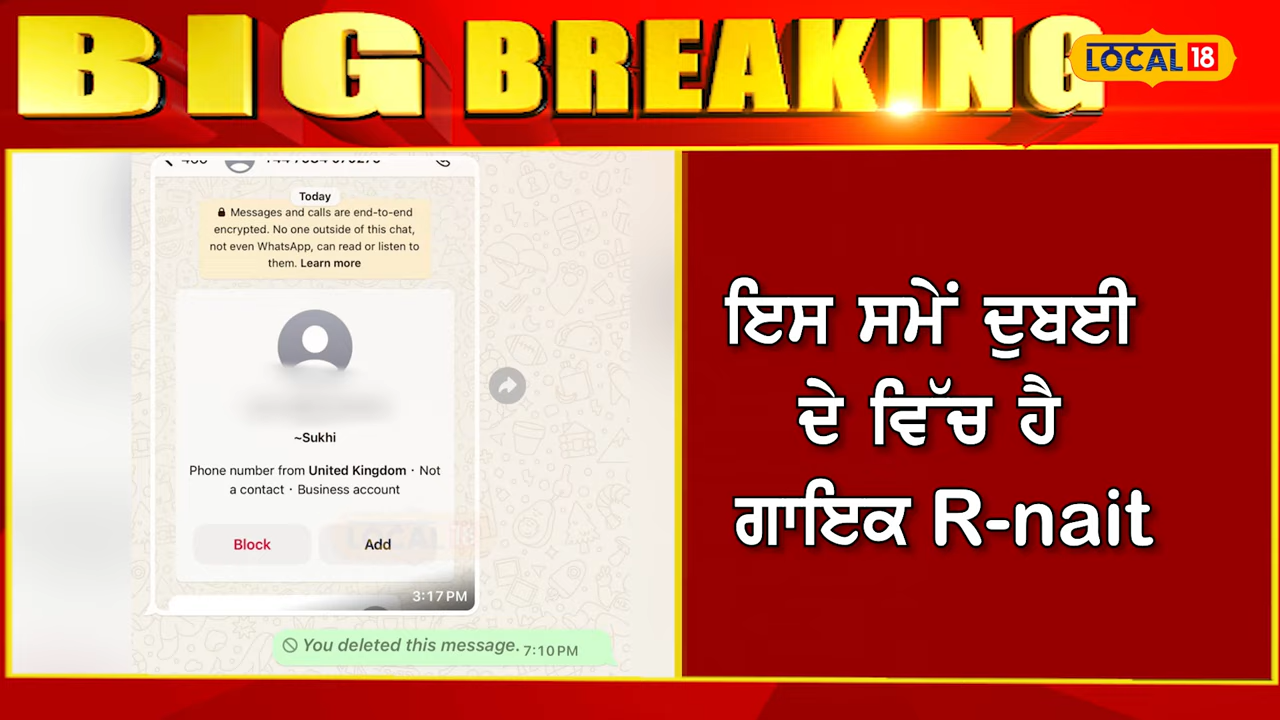 BIG BREAKING
LOCAL 18
Today
Messages and calls are end-to-end
encrypted. No one outside of this chat,
not even WhatsApp, can read or listen to
them. Learn more
~Sukhi
Phone number from United Kingdom · Not
a contact · Business account
Block Add
3:17 PM
You deleted this message. 7:10 PM
ਇਸ ਸਮੇਂ ਦੁਬਈ
ਦੇ ਵਿੱਚ ਹੈ
ਗਾਇਕ R-nait